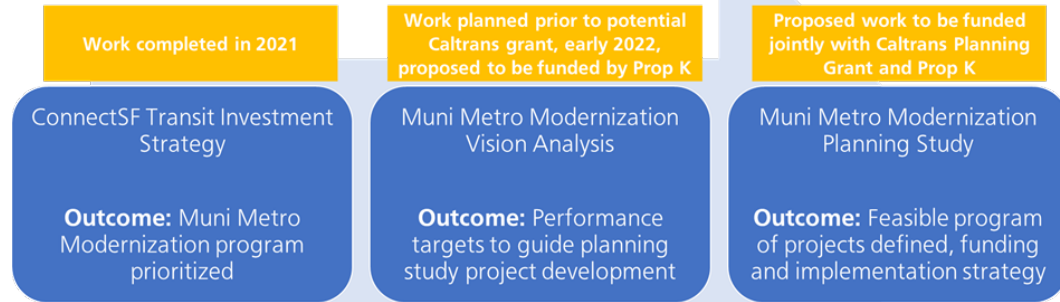 Work completed in 2021
Work planned prior to potential
Caltrans grant, early 2022,
proposed to be funded by Prop K
Proposed work to be funded
jointly with Caltrans Planning
Grant and Prop K
ConnectSF Transit Investment
Strategy
Outcome: Muni Metro
Modernization program
prioritized
Muni Metro Modernization
Vision Analysis
Outcome: Performance
targets to guide planning
study project development
Muni Metro Modernization
Planning Study
Outcome: Feasible program
of projects defined, funding
and implementation strategy